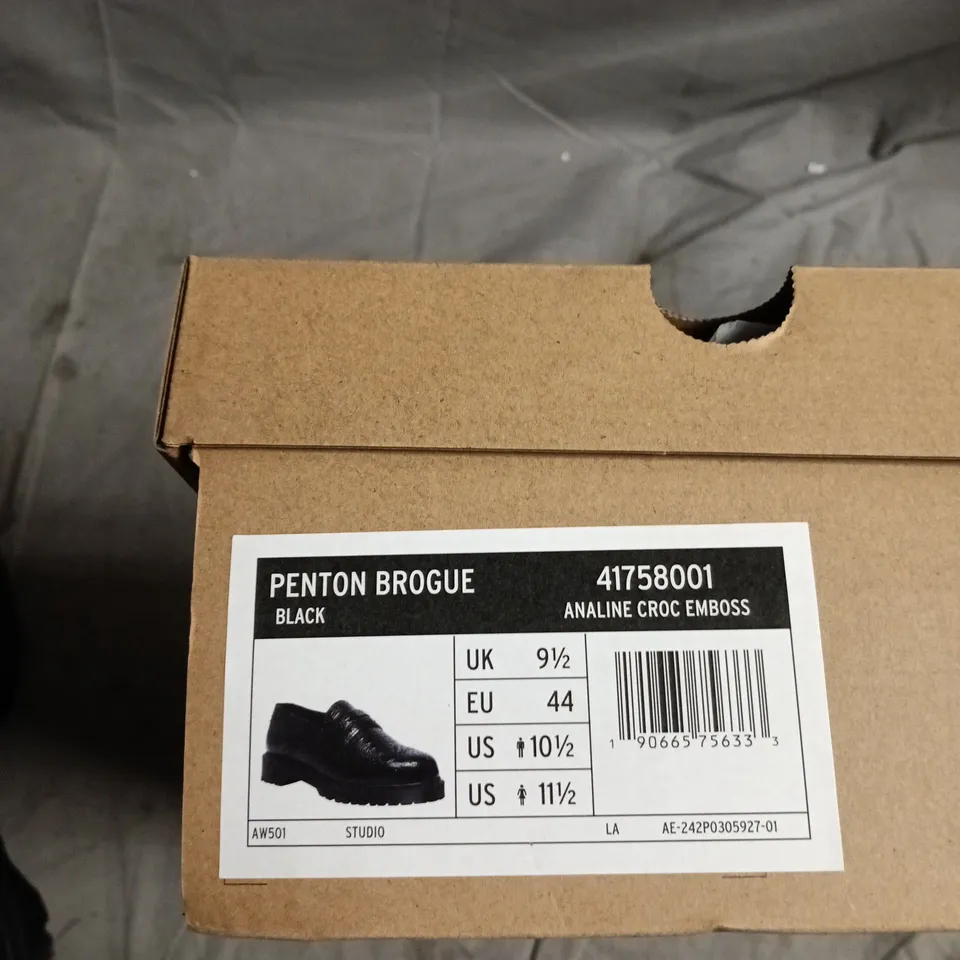 PENTON BROGUE 41758001
BLACK ANALINE CROC EMBOSS
UK 9½
EU 44
US 10½
US 11½
1 90665 75633 3
AW501 STUDIO LA AE-242P0305927-01